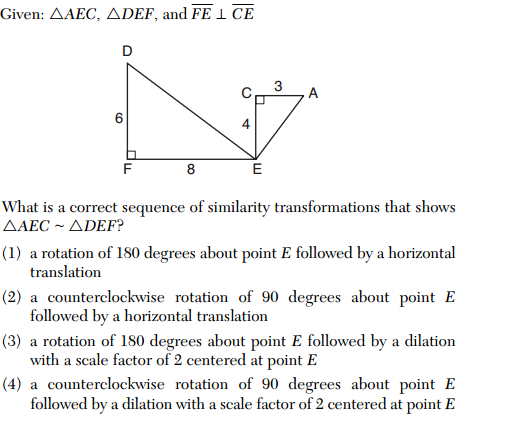 Given: △AEC, △DEF, and F̅E̅ ⊥ C̅E̅
D
C 3 A
6 4
F 8 E
What is a correct sequence of similarity transformations that shows
△AEC ~ △DEF?
(1) a rotation of 180 degrees about point E followed by a horizontal
translation
(2) a counterclockwise rotation of 90 degrees about point E
followed by a horizontal translation
(3) a rotation of 180 degrees about point E followed by a dilation
with a scale factor of 2 centered at point E
(4) a counterclockwise rotation of 90 degrees about point E
followed by a dilation with a scale factor of 2 centered at point E